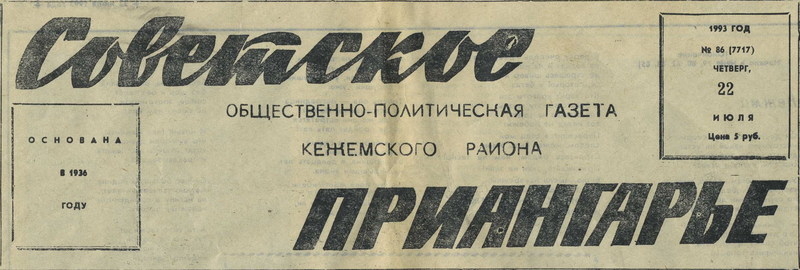 Советское
ОБЩЕСТВЕННО-ПОЛИТИЧЕСКАЯ ГАЗЕТА
КЕЖЕМСКОГО РАИОНА
ПРИАНГАРЬЕ
ОСНОВАНА
В 1936
ГОДУ
1993 ГОД
№ 86 (7717)
ЧЕТВЕРГ,
22
ИЮЛЯ
Цена 5 руб.